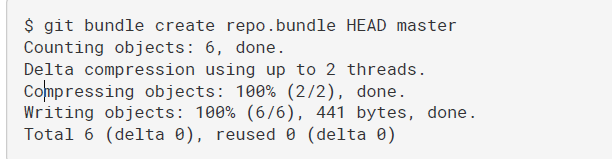 $ git bundle create repo.bundle HEAD master
Counting objects: 6, done.
Delta compression using up to 2 threads.
Compressing objects: 100% (2/2), done.
Writing objects: 100% (6/6), 441 bytes, done.
Total 6 (delta 0), reused 0 (delta 0)